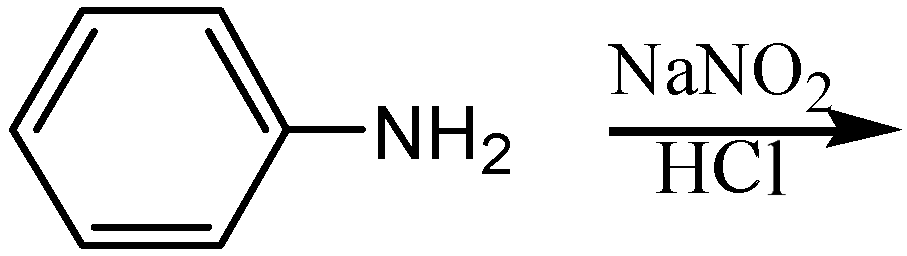 NH₂
NaNO₂
HCl